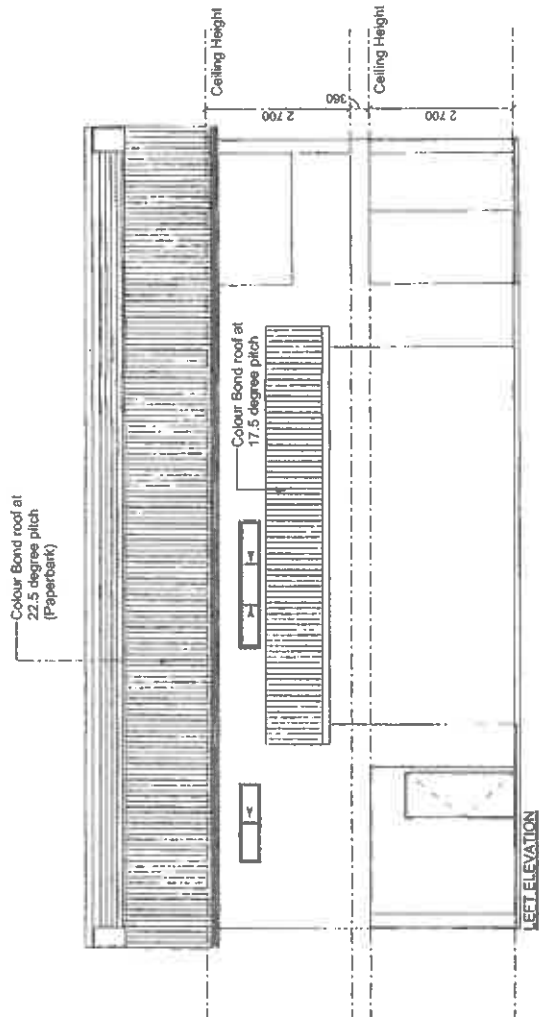 Colour Bond roof at
22.5 degree pitch
(Paperbark)
Colour Bond roof at
17.5 degree pitch
Ceiling Height
2 700
360
Ceiling Height
2 700
LEFT ELEVATION